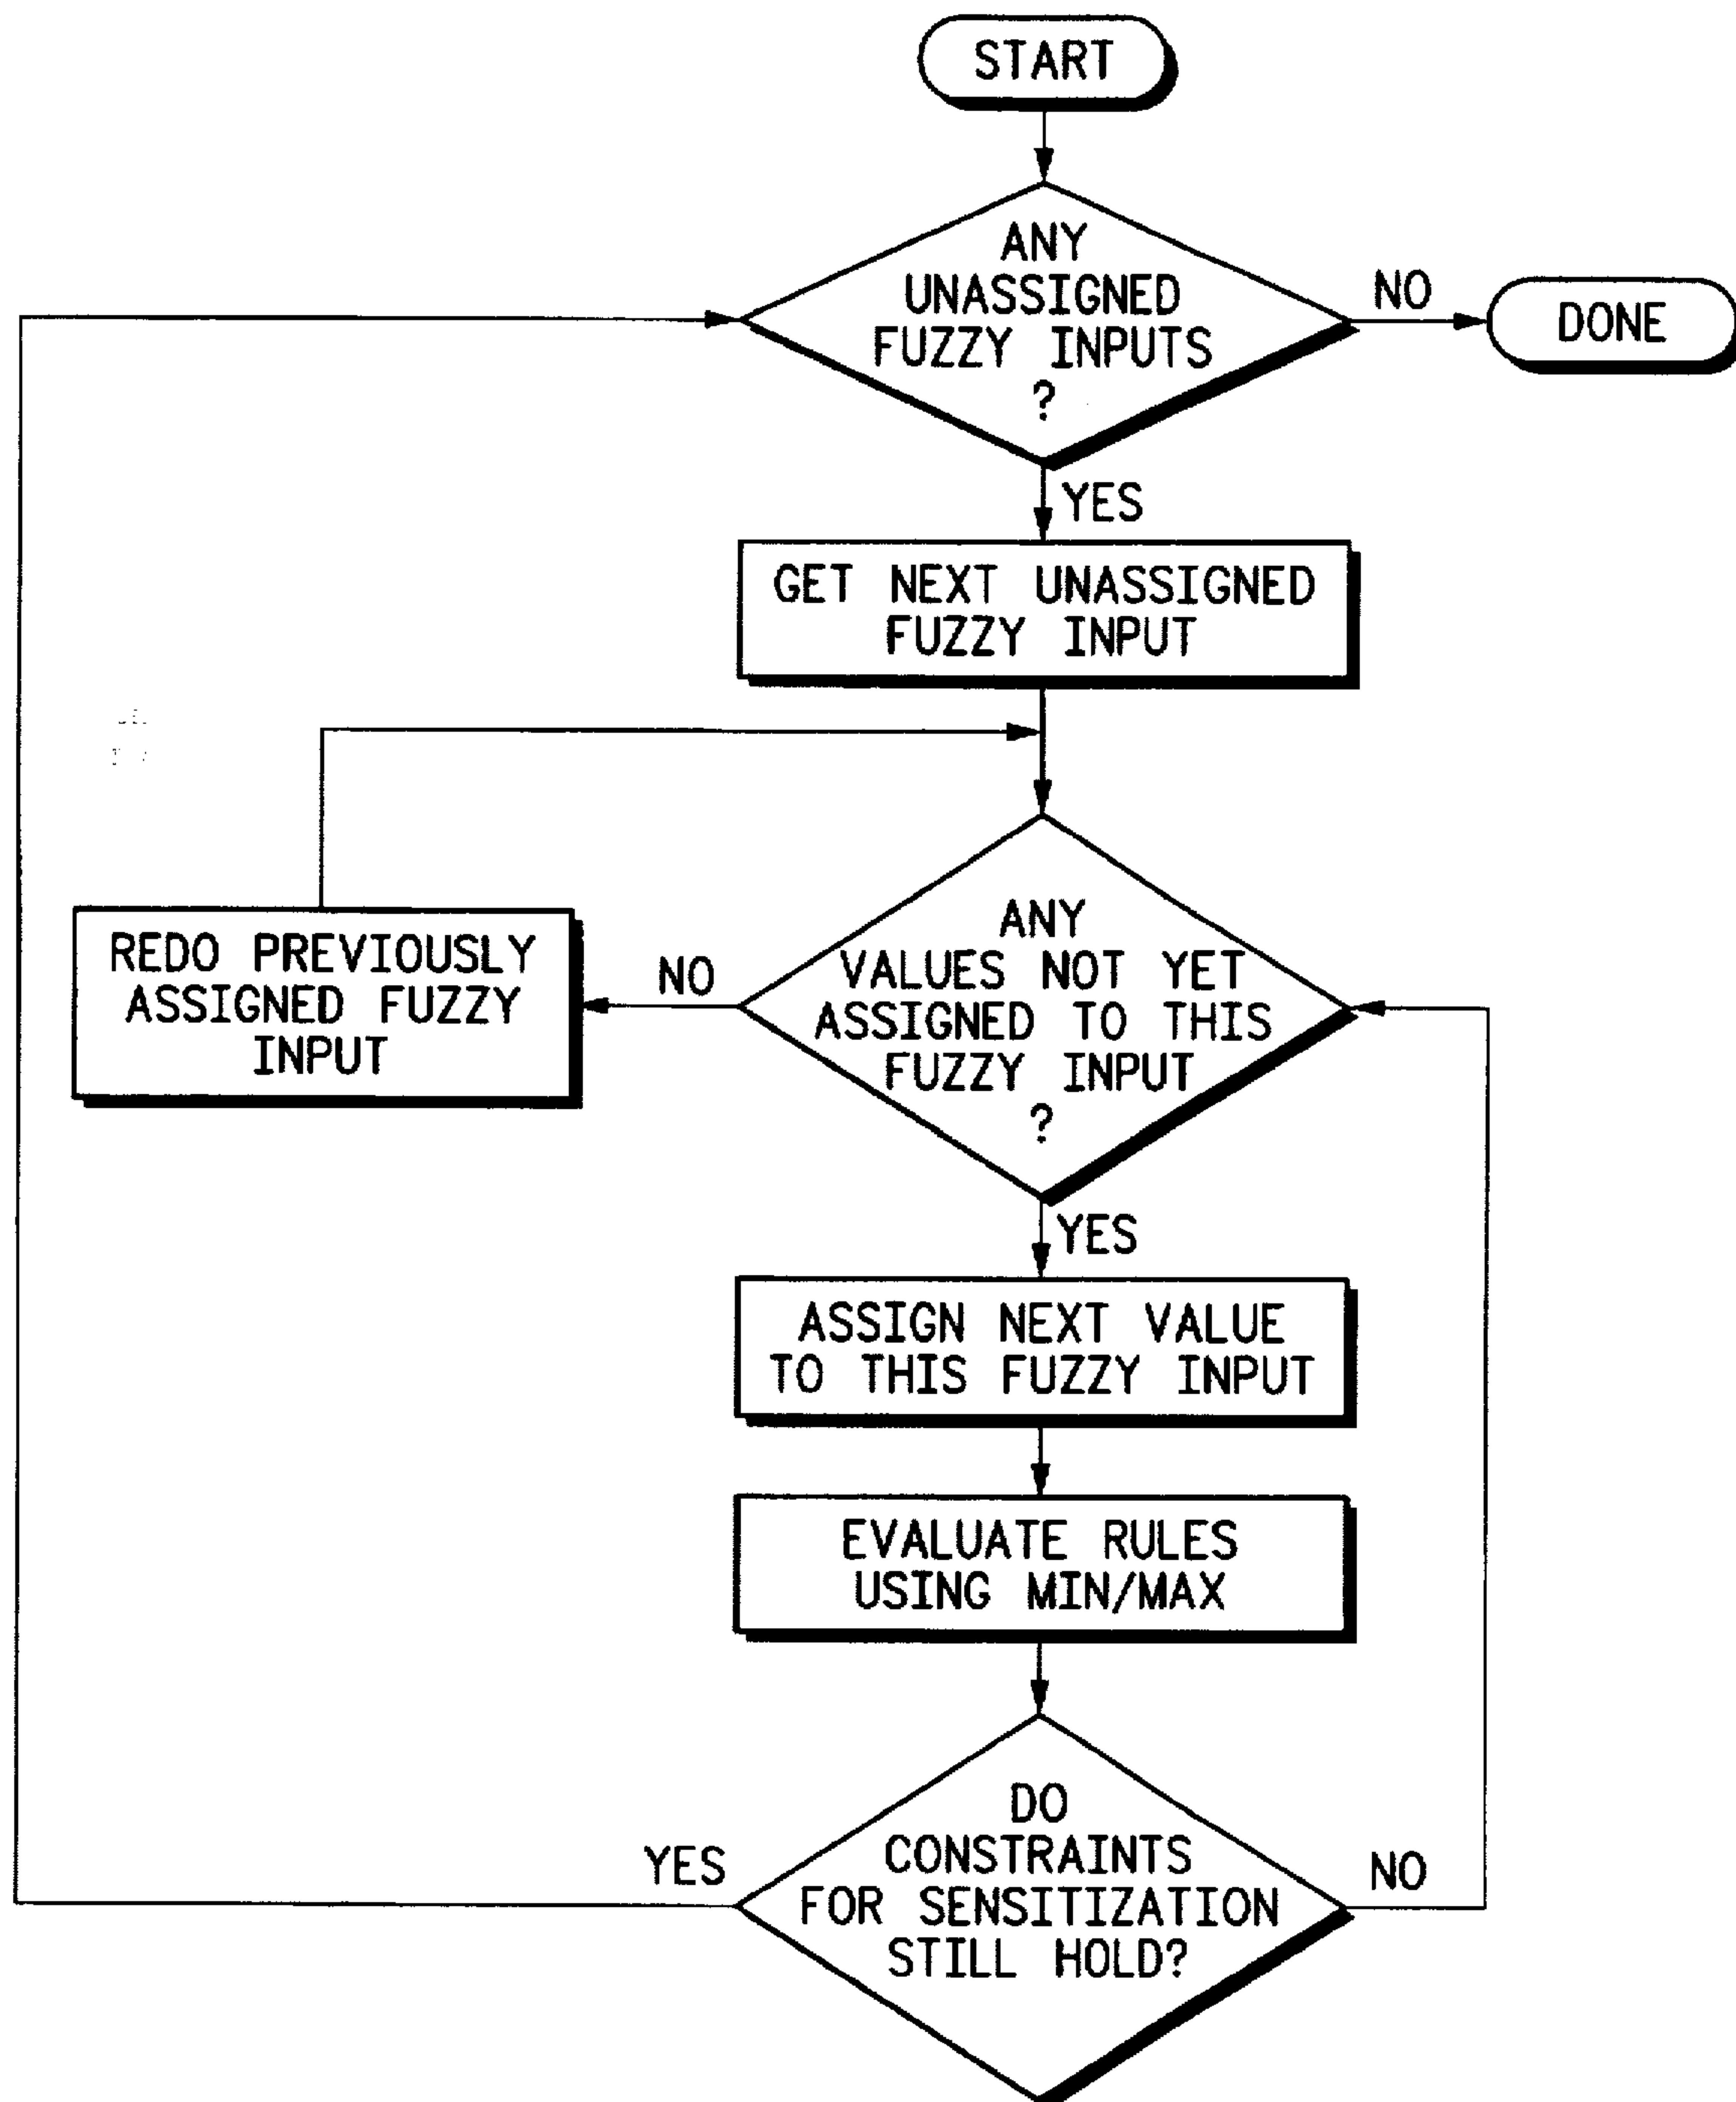 START
ANY
UNASSIGNED
FUZZY INPUTS
?
NO
DONE
YES
GET NEXT UNASSIGNED
FUZZY INPUT
ANY
VALUES NOT YET
ASSIGNED TO THIS
FUZZY INPUT
?
NO
REDO PREVIOUSLY
ASSIGNED FUZZY
INPUT
YES
ASSIGN NEXT VALUE
TO THIS FUZZY INPUT
EVALUATE RULES
USING MIN/MAX
DO
CONSTRAINTS
FOR SENSITIZATION
STILL HOLD?
YES
NO